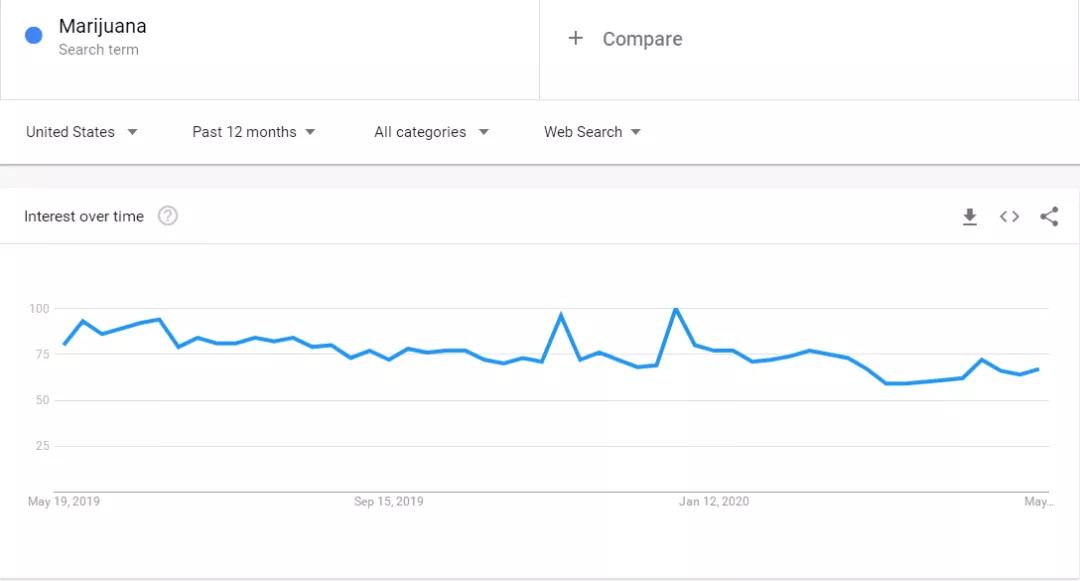 Marijuana
Search term
+ Compare
United States
Past 12 months
All categories
Web Search
Interest over time ?
100
75
50
25
May 19, 2019
Sep 15, 2019
Jan 12, 2020
May...